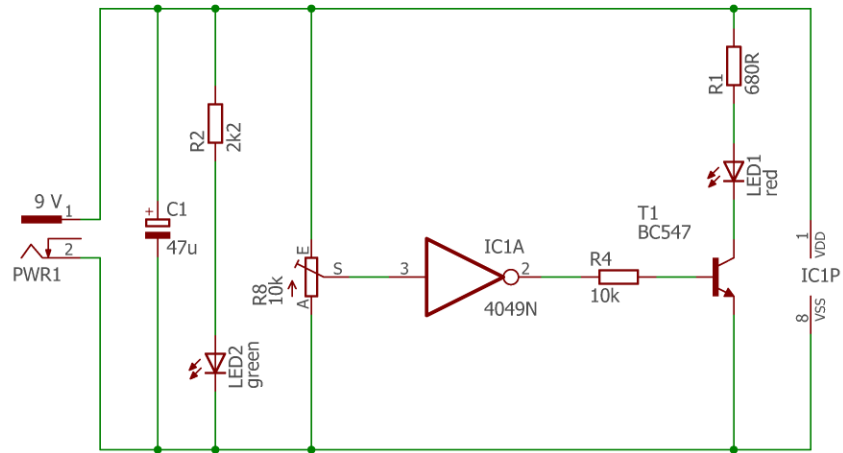 9 V
1
2
PWR1
+
C1
47u
R2
2k2
LED2
green
E
S
A
R8
10k
3
IC1A
2
4049N
R4
10k
T1
BC547
R1
680R
LED1
red
1
VDD
IC1P
8
VSS